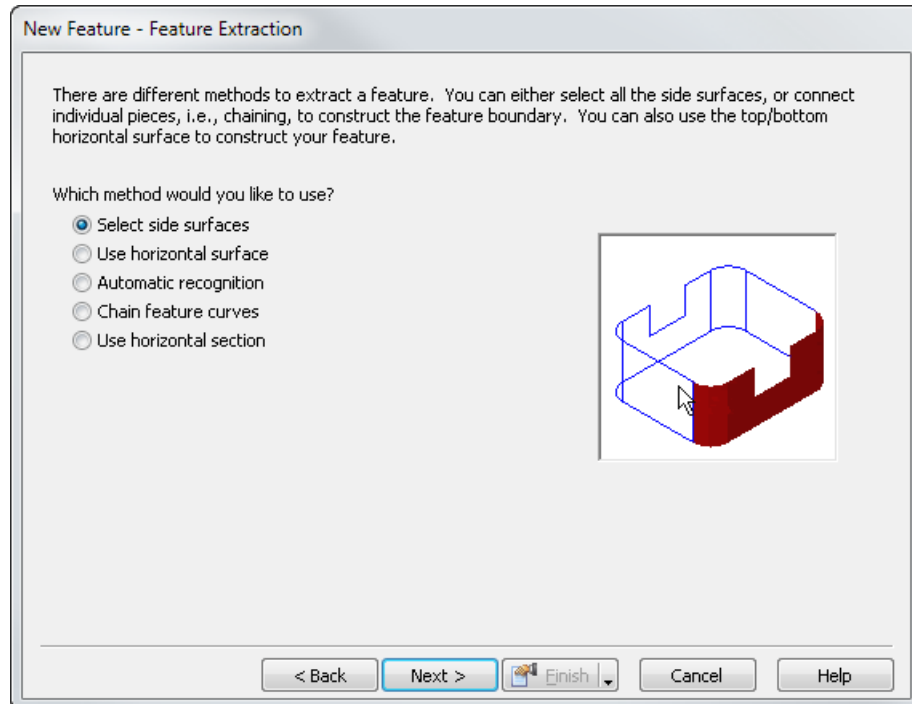 New Feature - Feature Extraction
There are different methods to extract a feature.  You can either select all the side surfaces, or connect
individual pieces, i.e., chaining, to construct the feature boundary.  You can also use the top/bottom
horizontal surface to construct your feature.
Which method would you like to use?
Select side surfaces
Use horizontal surface
Automatic recognition
Chain feature curves
Use horizontal section
< Back Next > Finish Cancel Help